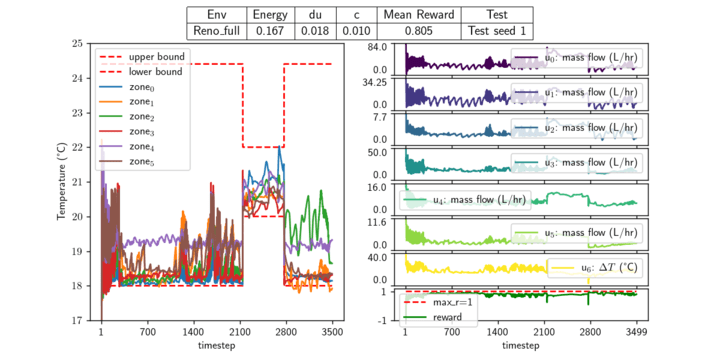 Env Energy du c Mean Reward Test
Reno_full 0.167 0.018 0.010 0.805 Test seed 1
25
24
23
22
21
20
19
18
17
Temperature (°C)
upper bound
lower bound
zone0
zone1
zone2
zone3
zone4
zone5
1 700 1400 2100 2800 3500
timestep
84.0
0.0
u0: mass flow (L/hr)
34.25
0.0
u1: mass flow (L/hr)
7.7
0.0
u2: mass flow (L/hr)
50.0
0.0
u3: mass flow (L/hr)
16.0
0.0
u4: mass flow (L/hr)
11.6
0.0
u5: mass flow (L/hr)
40.0
0.0
u6: ΔT (°C)
1
-1
max_r=1
reward
1 700 1400 2100 2800 3499
timestep